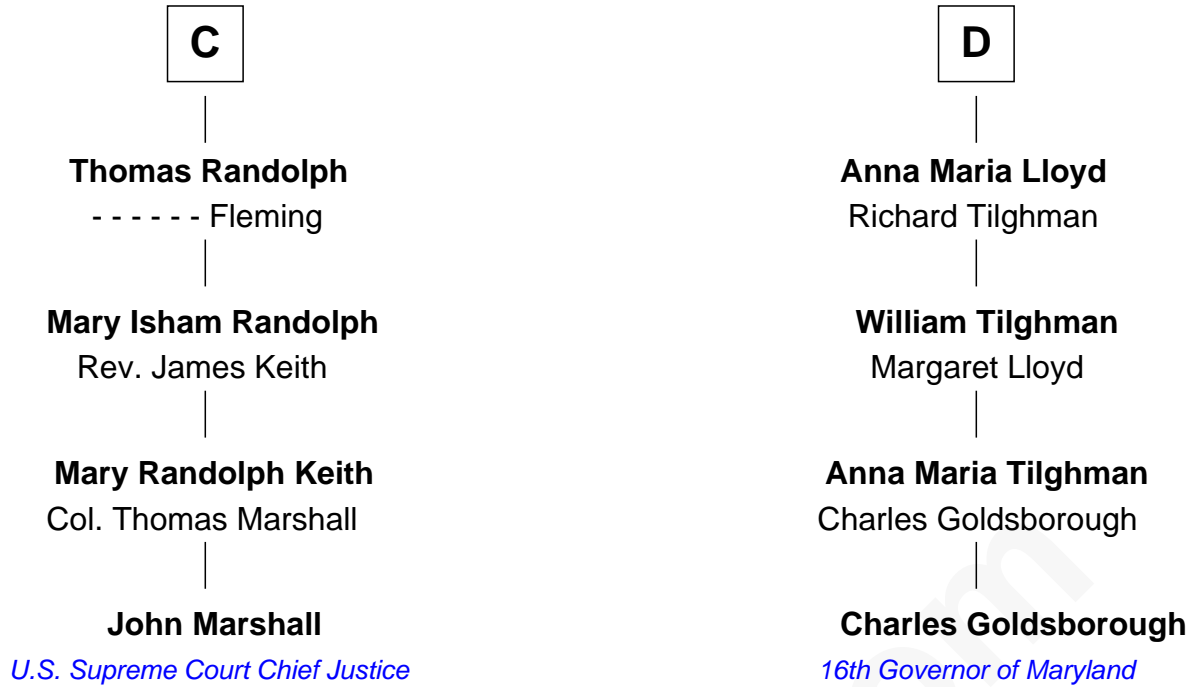 C
Thomas Randolph
- - - - - - Fleming
Mary Isham Randolph
Rev. James Keith
Mary Randolph Keith
Col. Thomas Marshall
John Marshall
U.S. Supreme Court Chief Justice
D
Anna Maria Lloyd
Richard Tilghman
William Tilghman
Margaret Lloyd
Anna Maria Tilghman
Charles Goldsborough
Charles Goldsborough
16th Governor of Maryland